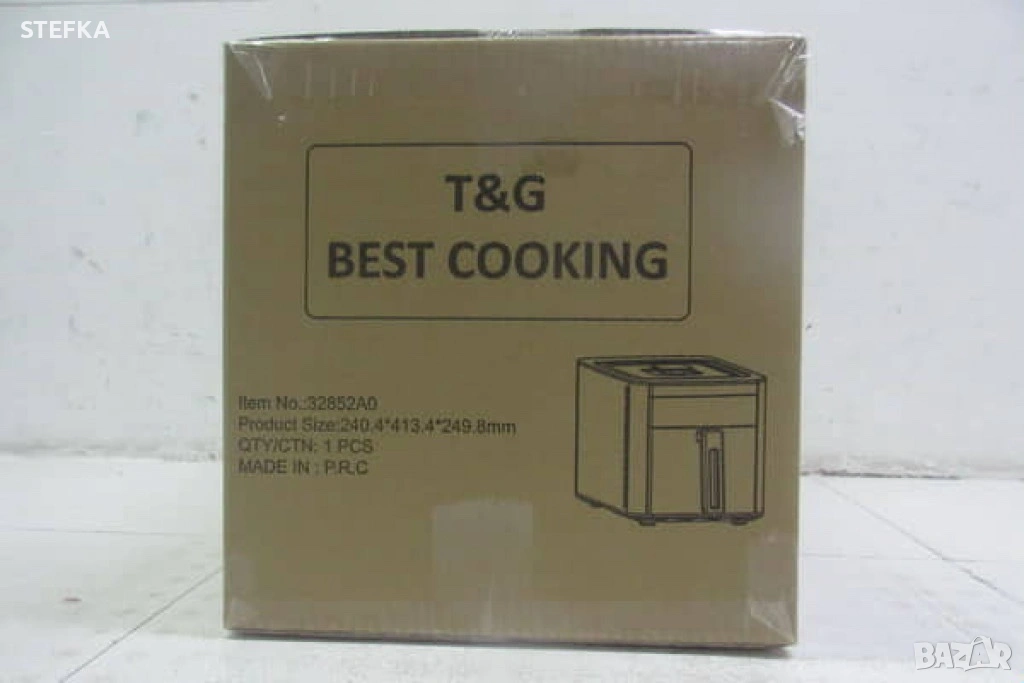 STEFKA
T&G
BEST COOKING
Item No.:32852A0
Product Size:240.4*413.4*249.8mm
QTY/CTN: 1 PCS
MADE IN : P.R.C
BAZAR